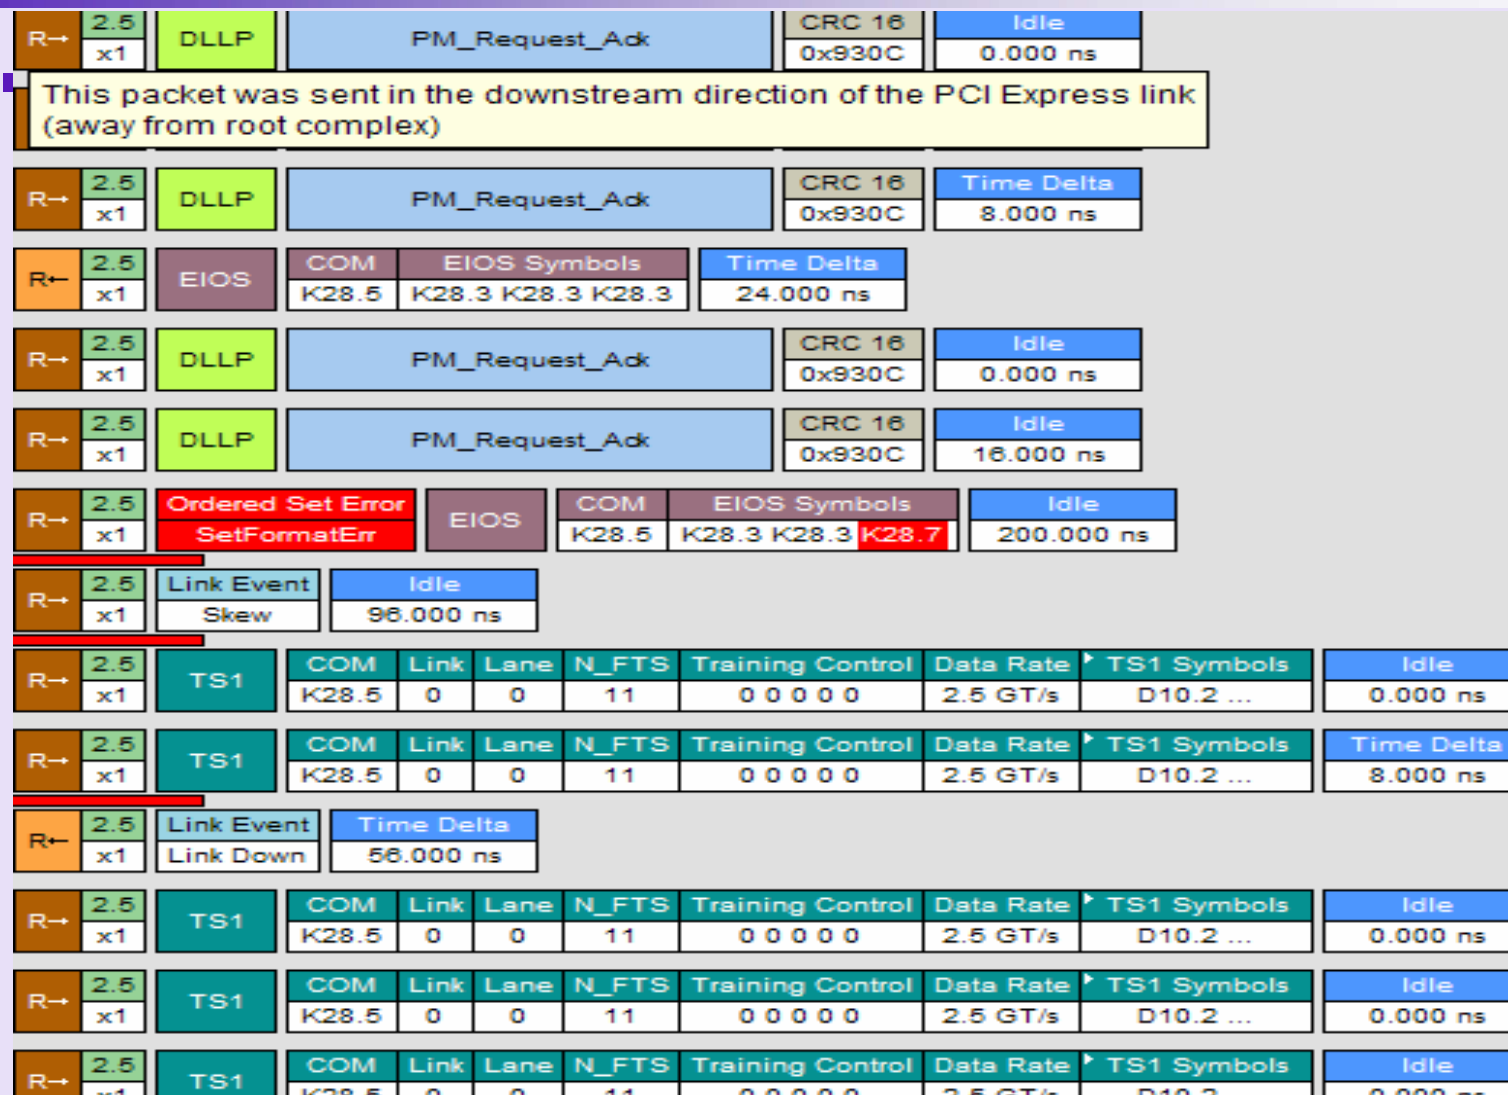 R→ 2.5 DLLP PM_Request_Ack CRC 16 Idle
x1 0x930C 0.000 ns
This packet was sent in the downstream direction of the PCI Express link
(away from root complex)
R→ 2.5 DLLP PM_Request_Ack CRC 16 Time Delta
x1 0x930C 8.000 ns
R← 2.5 EIOS COM EIOS Symbols Time Delta
x1 K28.5 K28.3 K28.3 K28.3 24.000 ns
R→ 2.5 DLLP PM_Request_Ack CRC 16 Idle
x1 0x930C 0.000 ns
R→ 2.5 DLLP PM_Request_Ack CRC 16 Idle
x1 0x930C 16.000 ns
R→ 2.5 Ordered Set Error EIOS COM EIOS Symbols Idle
x1 SetFormatErr K28.5 K28.3 K28.3 K28.7 200.000 ns
R→ 2.5 Link Event Idle
x1 Skew 96.000 ns
R→ 2.5 TS1 COM Link Lane N_FTS Training Control Data Rate TS1 Symbols Idle
x1 K28.5 0 0 11 0 0 0 0 0 2.5 GT/s D10.2 ... 0.000 ns
R→ 2.5 TS1 COM Link Lane N_FTS Training Control Data Rate TS1 Symbols Time Delta
x1 K28.5 0 0 11 0 0 0 0 0 2.5 GT/s D10.2 ... 8.000 ns
R← 2.5 Link Event Time Delta
x1 Link Down 56.000 ns
R→ 2.5 TS1 COM Link Lane N_FTS Training Control Data Rate TS1 Symbols Idle
x1 K28.5 0 0 11 0 0 0 0 0 2.5 GT/s D10.2 ... 0.000 ns
R→ 2.5 TS1 COM Link Lane N_FTS Training Control Data Rate TS1 Symbols Idle
x1 K28.5 0 0 11 0 0 0 0 0 2.5 GT/s D10.2 ... 0.000 ns
R→ 2.5 TS1 COM Link Lane N_FTS Training Control Data Rate TS1 Symbols Idle